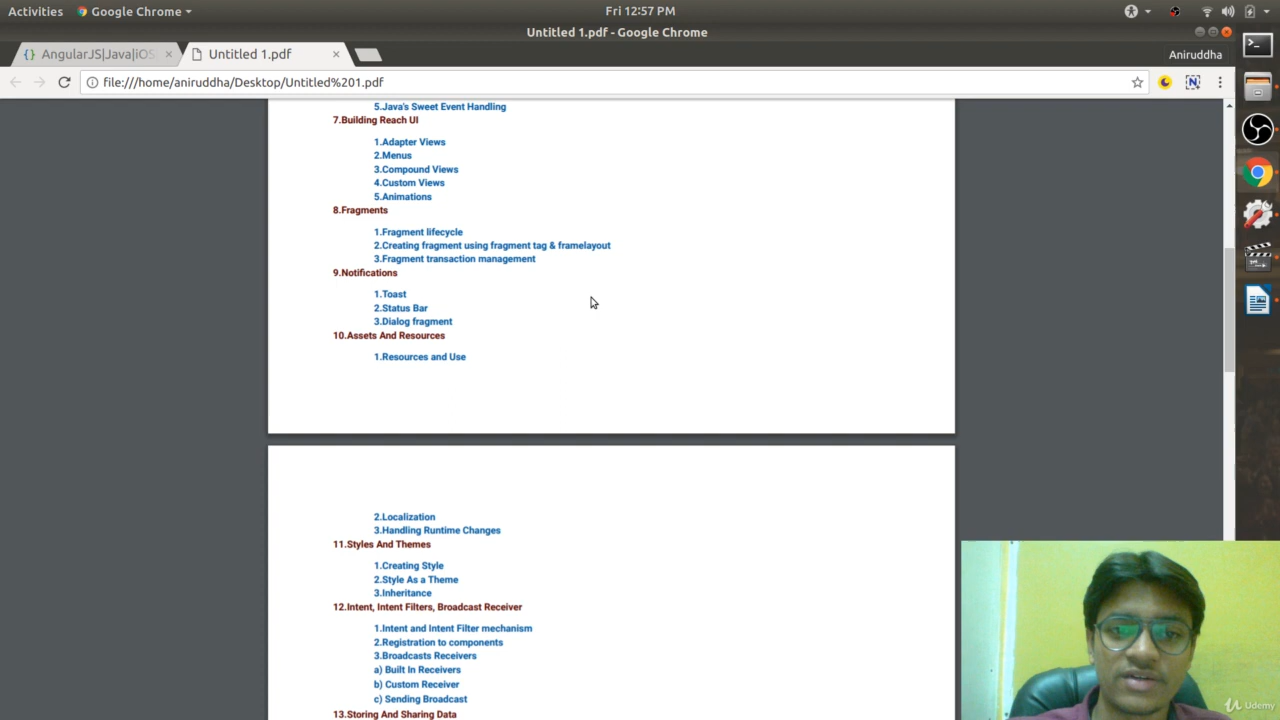 Activities Google Chrome Fri 12:57 PM
Untitled 1.pdf - Google Chrome
{} AngularJS|Java|iOS × Untitled 1.pdf × Aniruddha
file:///home/aniruddha/Desktop/Untitled%201.pdf
5.Java's Sweet Event Handling
7.Building Reach UI
1.Adapter Views
2.Menus
3.Compound Views
4.Custom Views
5.Animations
8.Fragments
1.Fragment lifecycle
2.Creating fragment using fragment tag & framelayout
3.Fragment transaction management
9.Notifications
1.Toast
2.Status Bar
3.Dialog fragment
10.Assets And Resources
1.Resources and Use
2.Localization
3.Handling Runtime Changes
11.Styles And Themes
1.Creating Style
2.Style As a Theme
3.Inheritance
12.Intent, Intent Filters, Broadcast Receiver
1.Intent and Intent Filter mechanism
2.Registration to components
3.Broadcasts Receivers
a) Built In Receivers
b) Custom Receiver
c) Sending Broadcast
13.Storing And Sharing Data
Udemy